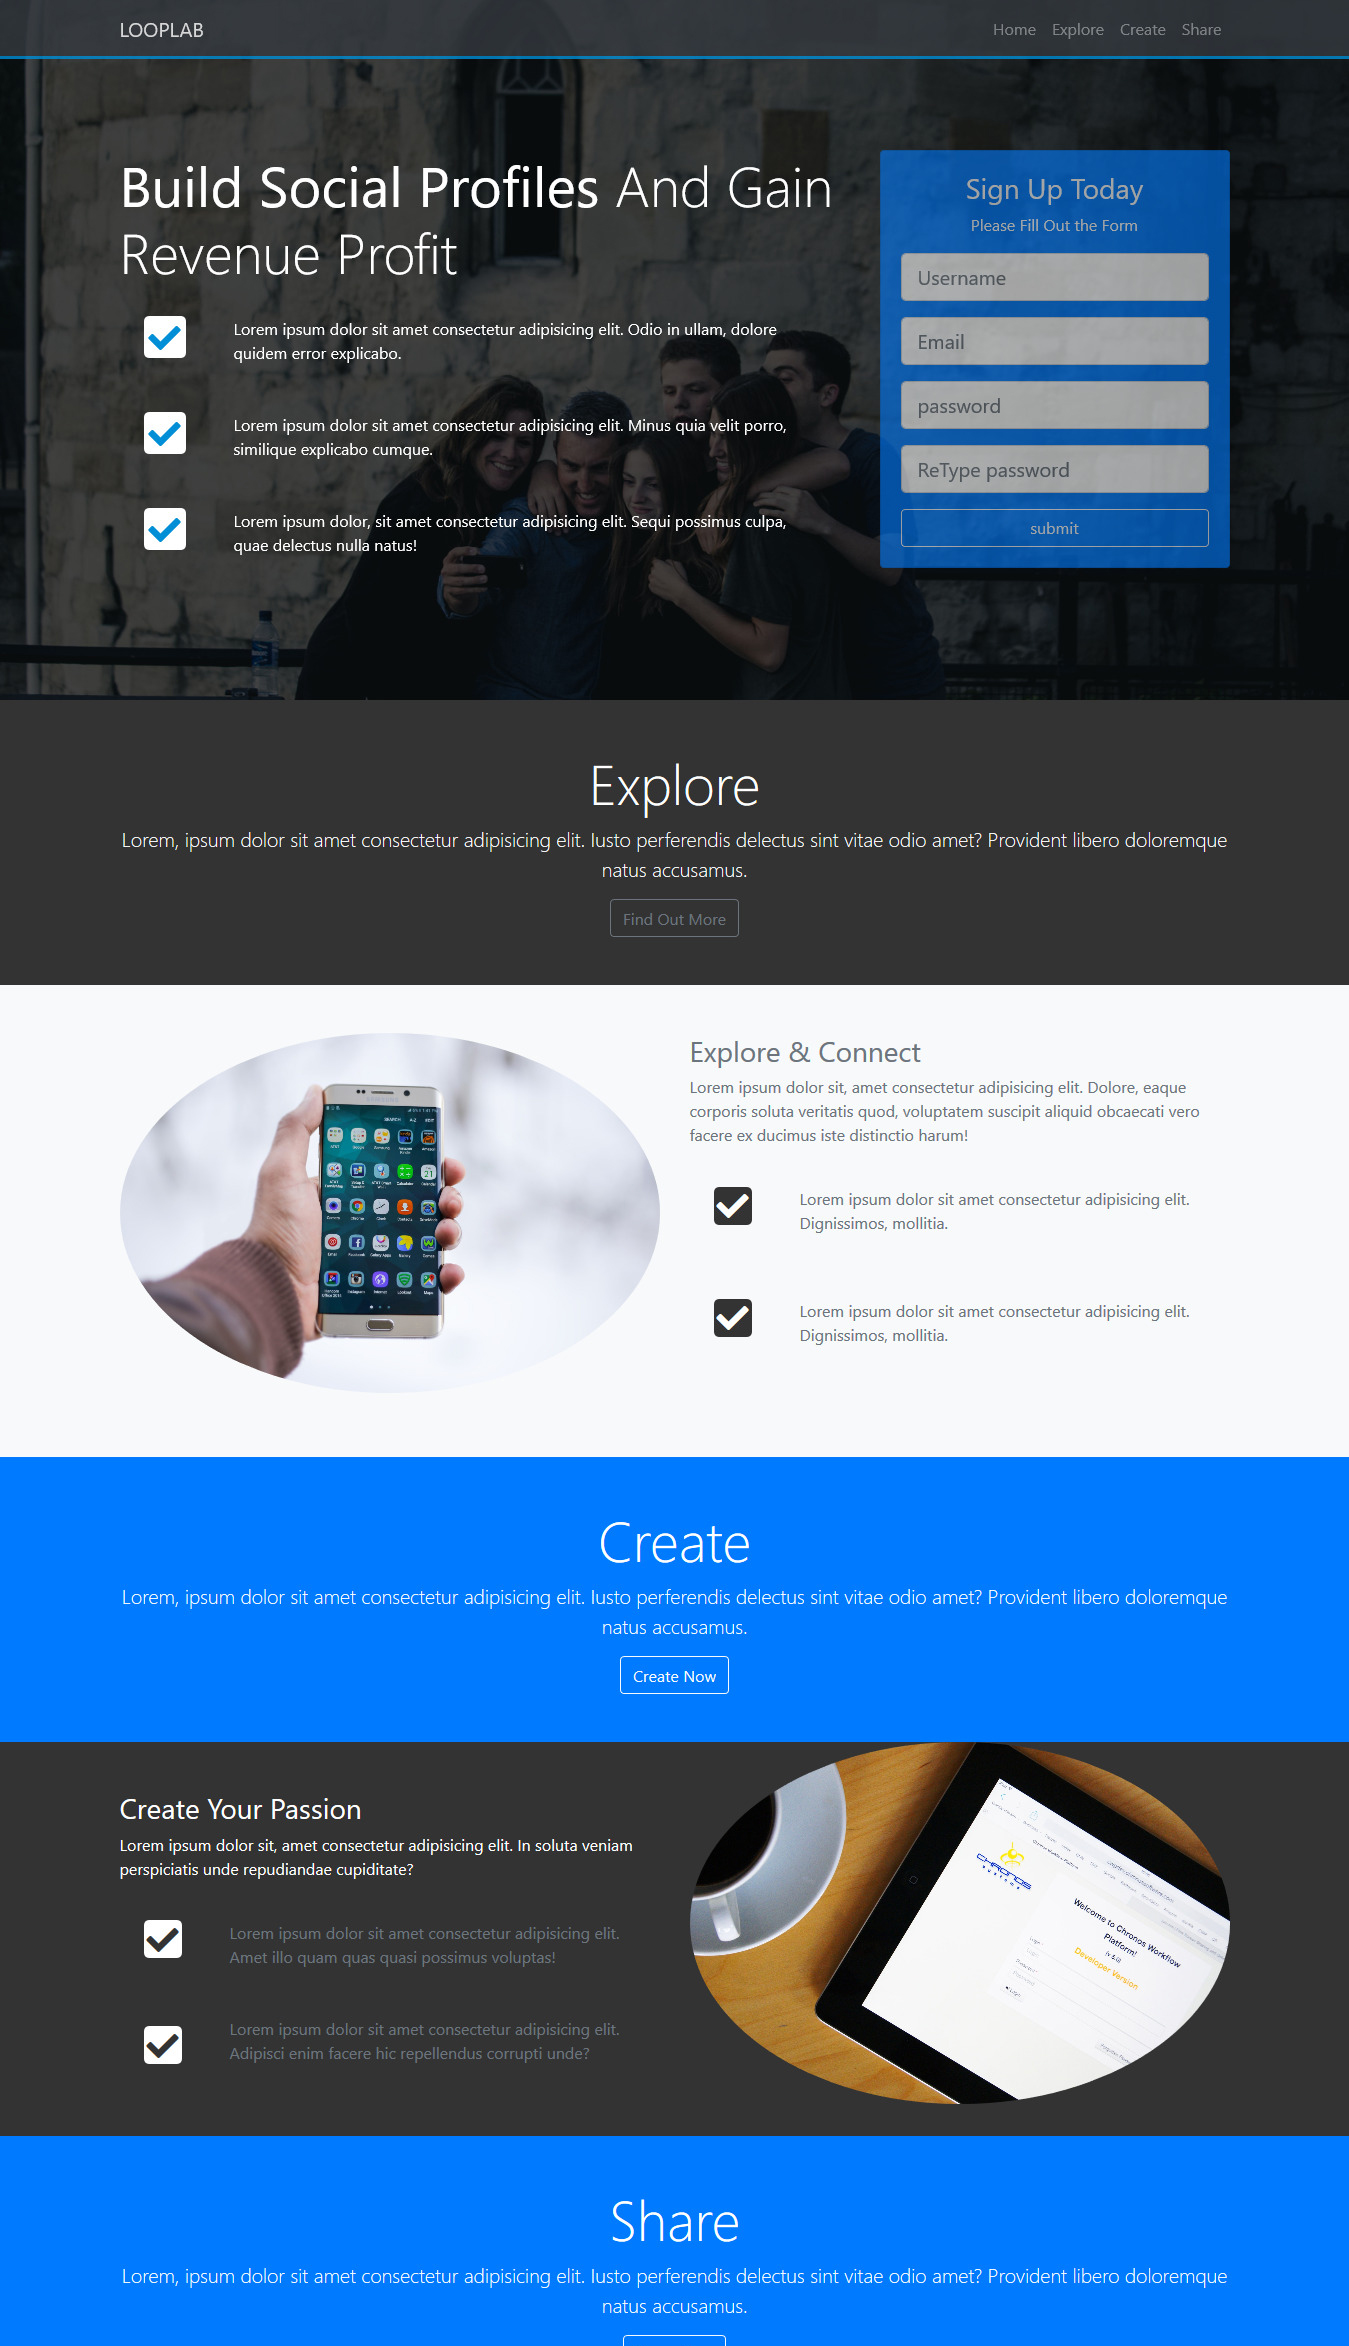 LOOPLAB
Home Explore Create Share
Build Social Profiles And Gain
Revenue Profit
Lorem ipsum dolor sit amet consectetur adipisicing elit. Odio in ullam, dolore
quidem error explicabo.
Lorem ipsum dolor sit amet consectetur adipisicing elit. Minus quia velit porro,
similique explicabo cumque.
Lorem ipsum dolor, sit amet consectetur adipisicing elit. Sequi possimus culpa,
quae delectus nulla natus!
Sign Up Today
Please Fill Out the Form
Username
Email
password
ReType password
submit
Explore
Lorem, ipsum dolor sit amet consectetur adipisicing elit. Iusto perferendis delectus sint vitae odio amet? Provident libero doloremque
natus accusamus.
Find Out More
Explore & Connect
Lorem ipsum dolor sit, amet consectetur adipisicing elit. Dolore, eaque
corporis soluta veritatis quod, voluptatem suscipit aliquid obcaecati vero
facere ex ducimus iste distinctio harum!
Lorem ipsum dolor sit amet consectetur adipisicing elit.
Dignissimos, mollitia.
Lorem ipsum dolor sit amet consectetur adipisicing elit.
Dignissimos, mollitia.
Create
Lorem, ipsum dolor sit amet consectetur adipisicing elit. Iusto perferendis delectus sint vitae odio amet? Provident libero doloremque
natus accusamus.
Create Now
Create Your Passion
Lorem ipsum dolor sit, amet consectetur adipisicing elit. In soluta veniam
perspiciatis unde repudiandae cupiditate?
Lorem ipsum dolor sit amet consectetur adipisicing elit.
Amet illo quam quas quasi possimus voluptas!
Lorem ipsum dolor sit amet consectetur adipisicing elit.
Adipisci enim facere hic repellendus corrupti unde?
CHRONOS
Welcome to Chronos Workflow
Platform!
Developer Version
Share
Lorem, ipsum dolor sit amet consectetur adipisicing elit. Iusto perferendis delectus sint vitae odio amet? Provident libero doloremque
natus accusamus.